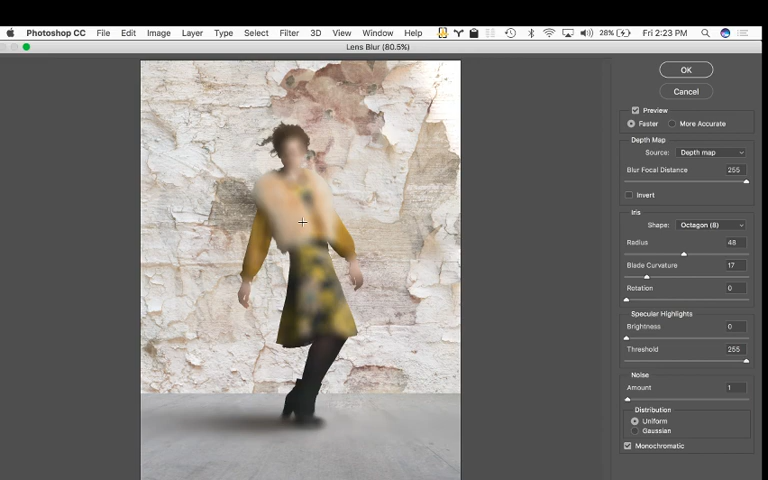 Photoshop CC File Edit Image Layer Type Select Filter 3D View Window Help 28% Fri 2:23 PM
Lens Blur (80.5%)
OK
Cancel
Preview
Faster More Accurate
Depth Map
Source: Depth map
Blur Focal Distance 255
Invert
Iris
Shape: Octagon (8)
Radius 48
Blade Curvature 17
Rotation 0
Specular Highlights
Brightness 0
Threshold 255
Noise
Amount 1
Distribution
Uniform
Gaussian
Monochromatic